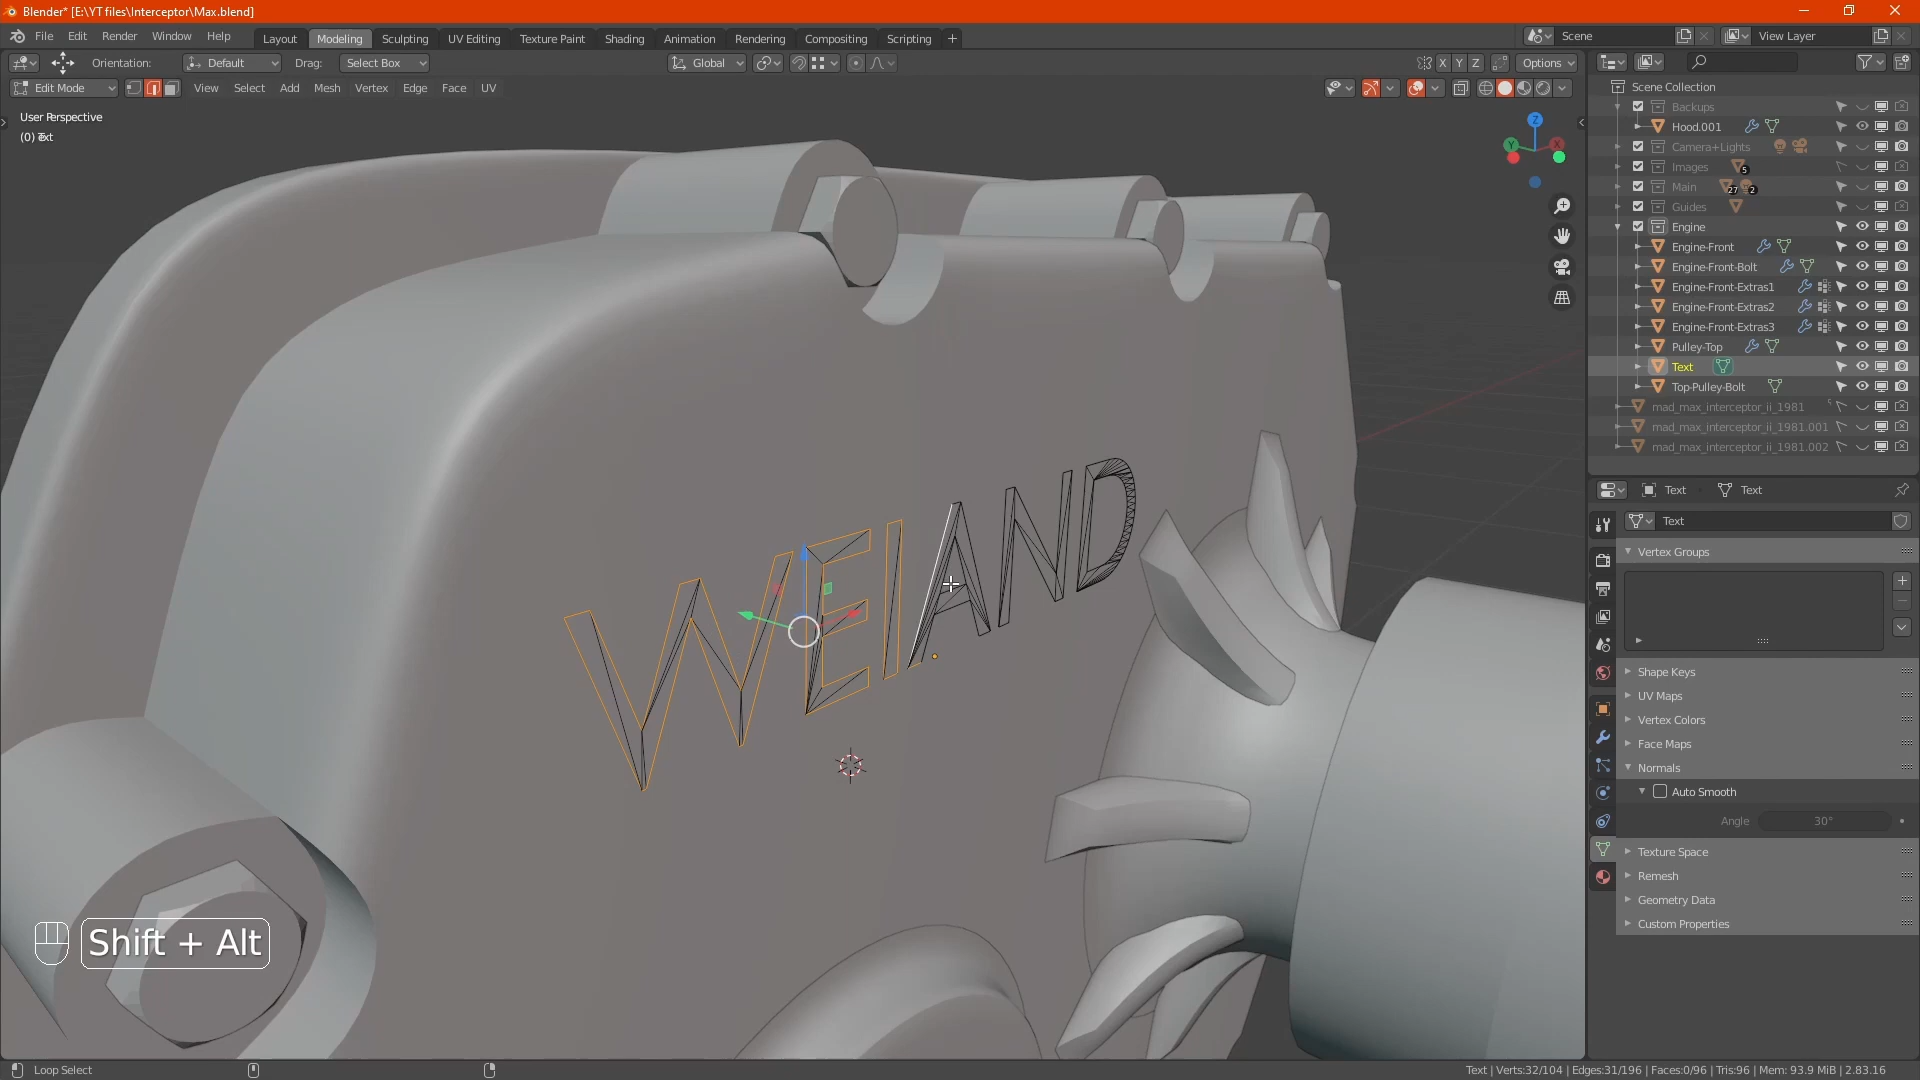 Blender* [E:\YT files\Interceptor\Max.blend]
File Edit Render Window Help Layout Modeling Sculpting UV Editing Texture Paint Shading Animation Rendering Compositing Scripting + Scene View Layer
Orientation: Default Drag: Select Box Global X Y Z Options
Edit Mode View Select Add Mesh Vertex Edge Face UV
User Perspective
(0) Text
Z
Y
X
WEIAND
Shift + Alt
Scene Collection
Backups
Hood.001
Camera+Lights
Images 5
Main 27 2
Guides
Engine
Engine-Front
Engine-Front-Bolt
Engine-Front-Extras1
Engine-Front-Extras2
Engine-Front-Extras3
Pulley-Top
Text
Top-Pulley-Bolt
mad_max_interceptor_ii_1981
mad_max_interceptor_ii_1981.001
mad_max_interceptor_ii_1981.002
Text Text
Text
Vertex Groups
Shape Keys
UV Maps
Vertex Colors
Face Maps
Normals
Auto Smooth
Angle 30°
Texture Space
Remesh
Geometry Data
Custom Properties
Loop Select
Text | Verts:32/104 | Edges:31/196 | Faces:0/96 | Tris:96 | Mem: 93.9 MiB | 2.83.16